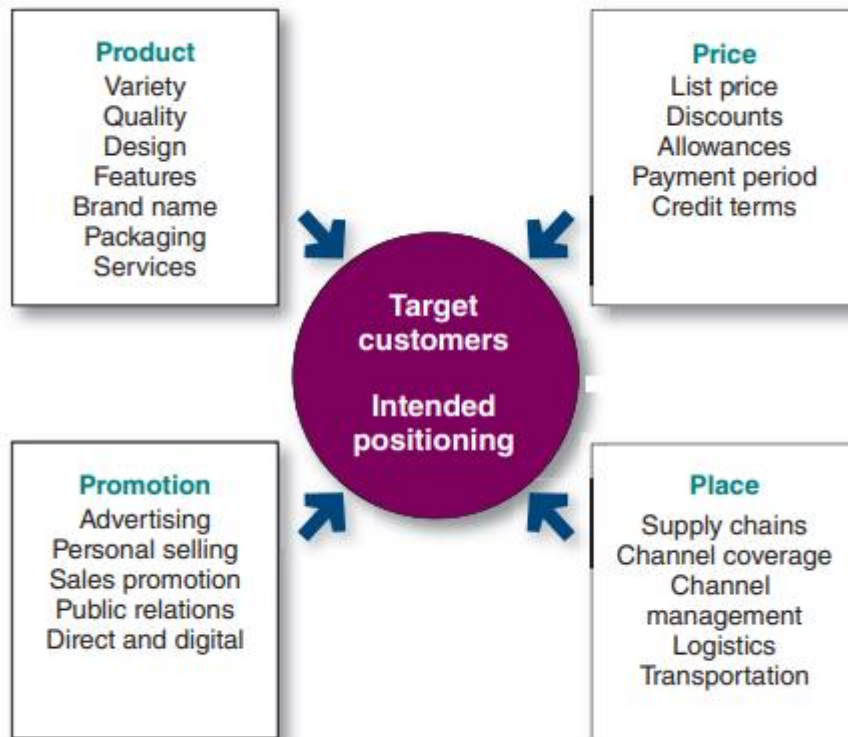 Product
Variety
Quality
Design
Features
Brand name
Packaging
Services
Price
List price
Discounts
Allowances
Payment period
Credit terms
Target
customers
Intended
positioning
Promotion
Advertising
Personal selling
Sales promotion
Public relations
Direct and digital
Place
Supply chains
Channel coverage
Channel
management
Logistics
Transportation